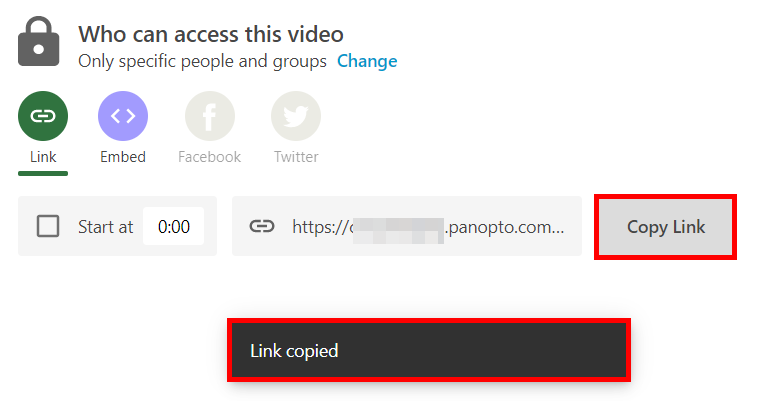 Who can access this video
Only specific people and groups Change
Link Embed Facebook Twitter
Start at 0:00 https:// .panopto.com... Copy Link
Link copied